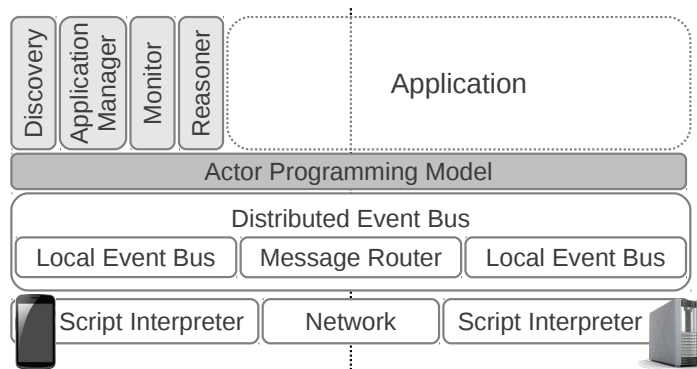 Discovery
Application
Manager
Monitor
Reasoner
Application
Actor Programming Model
Distributed Event Bus
Local Event Bus
Message Router
Local Event Bus
Script Interpreter
Network
Script Interpreter